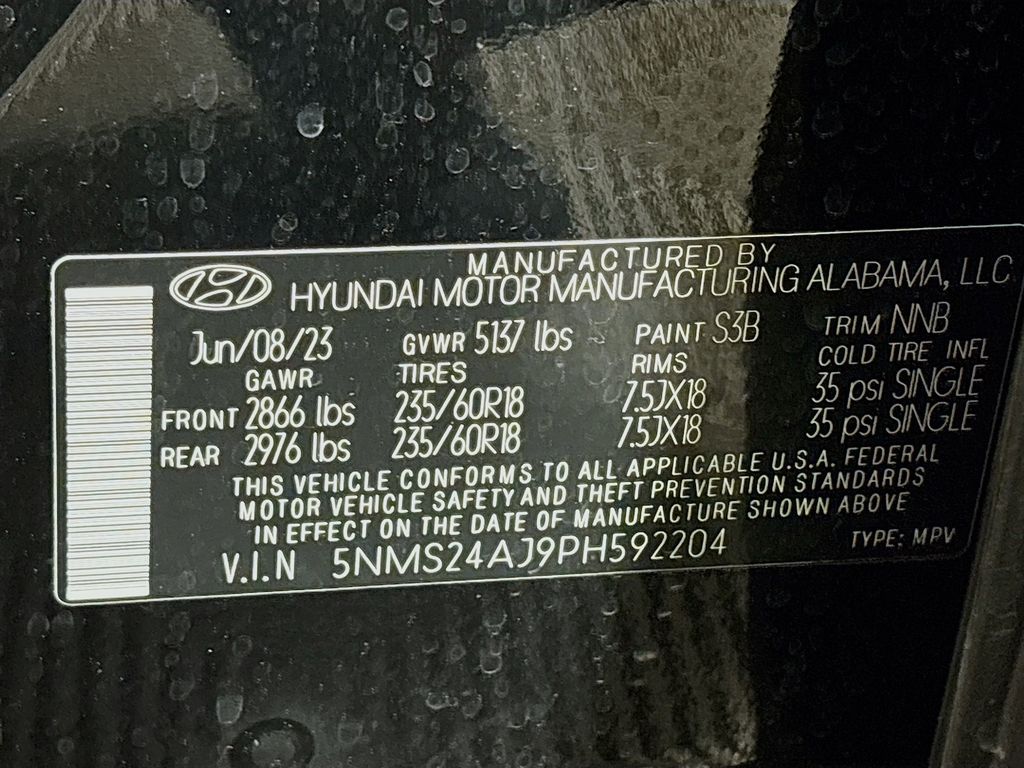 MANUFACTURED BY
HYUNDAI MOTOR MANUFACTURING ALABAMA, LLC
Jun/08/23 GVWR 5137 lbs PAINT S3B TRIM NNB
GAWR TIRES RIMS COLD TIRE INFL
FRONT 2866 lbs 235/60R18 7.5JX18 35 psi SINGLE
REAR 2976 lbs 235/60R18 7.5JX18 35 psi SINGLE
THIS VEHICLE CONFORMS TO ALL APPLICABLE U.S.A. FEDERAL
MOTOR VEHICLE SAFETY AND THEFT PREVENTION STANDARDS
IN EFFECT ON THE DATE OF MANUFACTURE SHOWN ABOVE
V.I.N 5NMS24AJ9PH592204 TYPE: MPV